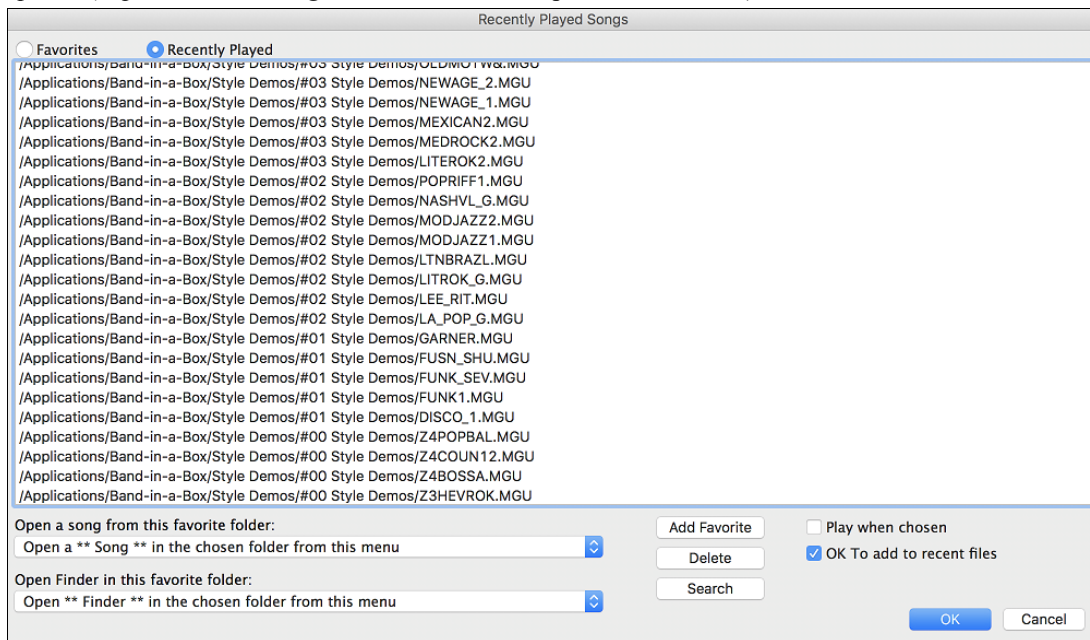 Recently Played Songs
Favorites Recently Played
/Applications/Band-in-a-Box/Style Demos/#03 Style Demos/OLDMOTW&.MGU
/Applications/Band-in-a-Box/Style Demos/#03 Style Demos/NEWAGE_2.MGU
/Applications/Band-in-a-Box/Style Demos/#03 Style Demos/NEWAGE_1.MGU
/Applications/Band-in-a-Box/Style Demos/#03 Style Demos/MEXICAN2.MGU
/Applications/Band-in-a-Box/Style Demos/#03 Style Demos/MEDROCK2.MGU
/Applications/Band-in-a-Box/Style Demos/#03 Style Demos/LITEROK2.MGU
/Applications/Band-in-a-Box/Style Demos/#02 Style Demos/POPRIFF1.MGU
/Applications/Band-in-a-Box/Style Demos/#02 Style Demos/NASHVL_G.MGU
/Applications/Band-in-a-Box/Style Demos/#02 Style Demos/MODJAZZ2.MGU
/Applications/Band-in-a-Box/Style Demos/#02 Style Demos/MODJAZZ1.MGU
/Applications/Band-in-a-Box/Style Demos/#02 Style Demos/LTNBRAZL.MGU
/Applications/Band-in-a-Box/Style Demos/#02 Style Demos/LITROK_G.MGU
/Applications/Band-in-a-Box/Style Demos/#02 Style Demos/LEE_RIT.MGU
/Applications/Band-in-a-Box/Style Demos/#02 Style Demos/LA_POP_G.MGU
/Applications/Band-in-a-Box/Style Demos/#01 Style Demos/GARNER.MGU
/Applications/Band-in-a-Box/Style Demos/#01 Style Demos/FUSN_SHU.MGU
/Applications/Band-in-a-Box/Style Demos/#01 Style Demos/FUNK_SEV.MGU
/Applications/Band-in-a-Box/Style Demos/#01 Style Demos/FUNK1.MGU
/Applications/Band-in-a-Box/Style Demos/#01 Style Demos/DISCO_1.MGU
/Applications/Band-in-a-Box/Style Demos/#00 Style Demos/Z4POPBAL.MGU
/Applications/Band-in-a-Box/Style Demos/#00 Style Demos/Z4COUN12.MGU
/Applications/Band-in-a-Box/Style Demos/#00 Style Demos/Z4BOSSA.MGU
/Applications/Band-in-a-Box/Style Demos/#00 Style Demos/Z3HEVROK.MGU
Open a song from this favorite folder:
Open a ** Song ** in the chosen folder from this menu
Open Finder in this favorite folder:
Open ** Finder ** in the chosen folder from this menu
Add Favorite
Delete
Search
Play when chosen
OK To add to recent files
OK Cancel